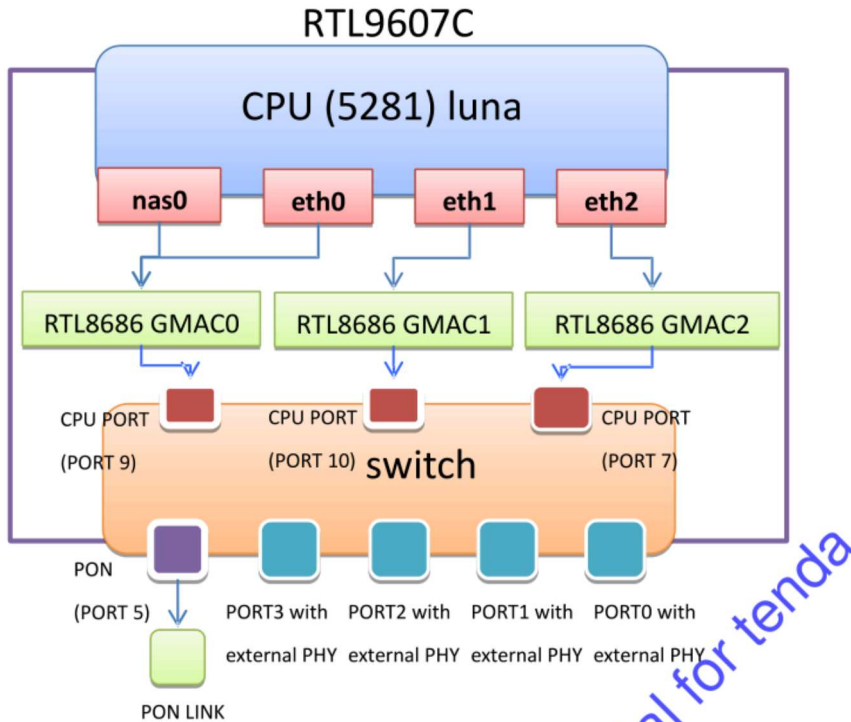 RTL9607C
CPU (5281) luna
nas0
eth0
eth1
eth2
RTL8686 GMAC0
RTL8686 GMAC1
RTL8686 GMAC2
CPU PORT
(PORT 9)
CPU PORT
(PORT 10)
switch
CPU PORT
(PORT 7)
PON
(PORT 5)
PORT3 with
external PHY
PORT2 with
external PHY
PORT1 with
external PHY
PORT0 with
external PHY
PON LINK
for tenda